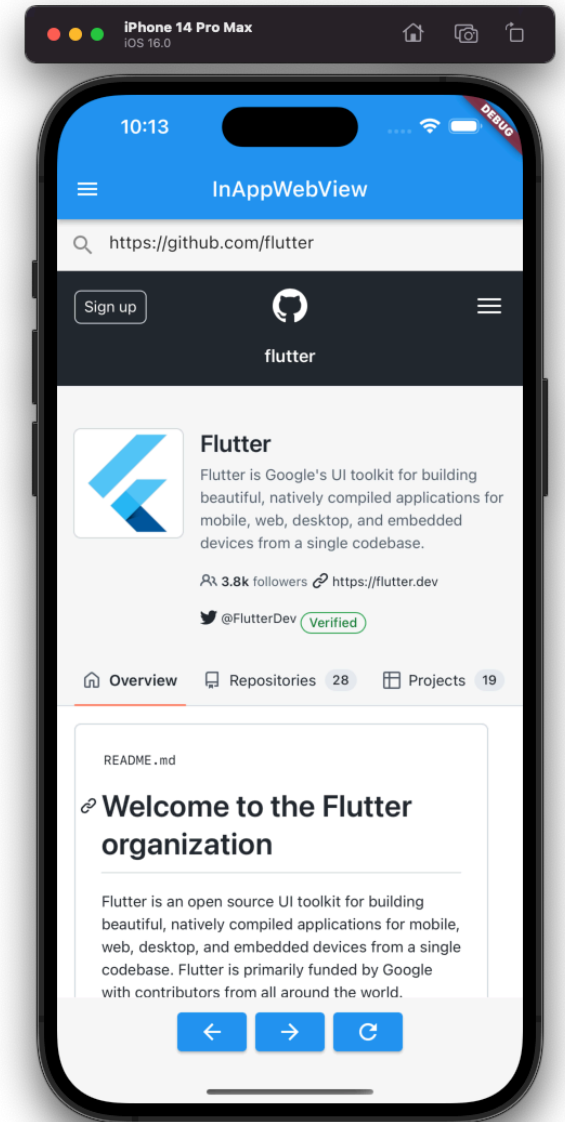 iPhone 14 Pro Max
iOS 16.0
10:13
DEBUG
InAppWebView
https://github.com/flutter
Sign up
flutter
Flutter
Flutter is Google's UI toolkit for building
beautiful, natively compiled applications for
mobile, web, desktop, and embedded
devices from a single codebase.
3.8k followers https://flutter.dev
@FlutterDev Verified
Overview Repositories 28 Projects 19
README.md
Welcome to the Flutter
organization
Flutter is an open source UI toolkit for building
beautiful, natively compiled applications for mobile,
web, desktop, and embedded devices from a single
codebase. Flutter is primarily funded by Google
with contributors from all around the world.